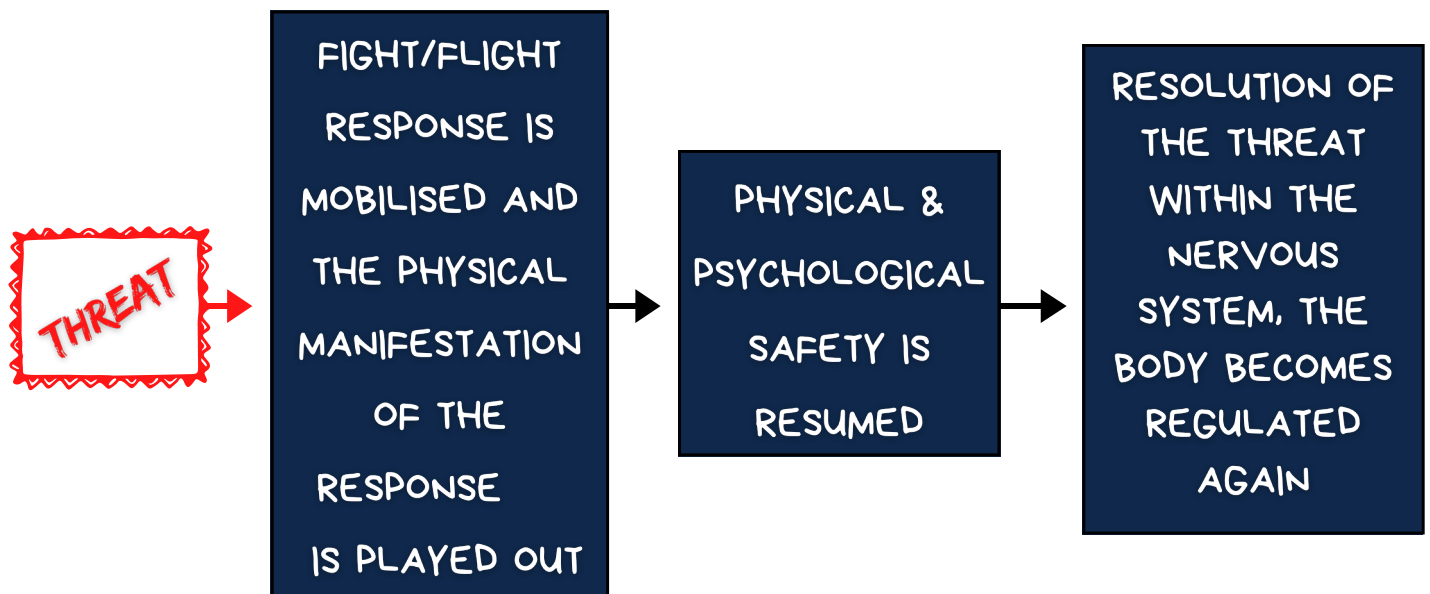 THREAT
FIGHT/FLIGHT
RESPONSE IS
MOBILISED AND
THE PHYSICAL
MANIFESTATION
OF THE
RESPONSE
IS PLAYED OUT
PHYSICAL &
PSYCHOLOGICAL
SAFETY IS
RESUMED
RESOLUTION OF
THE THREAT
WITHIN THE
NERVOUS
SYSTEM, THE
BODY BECOMES
REGULATED
AGAIN